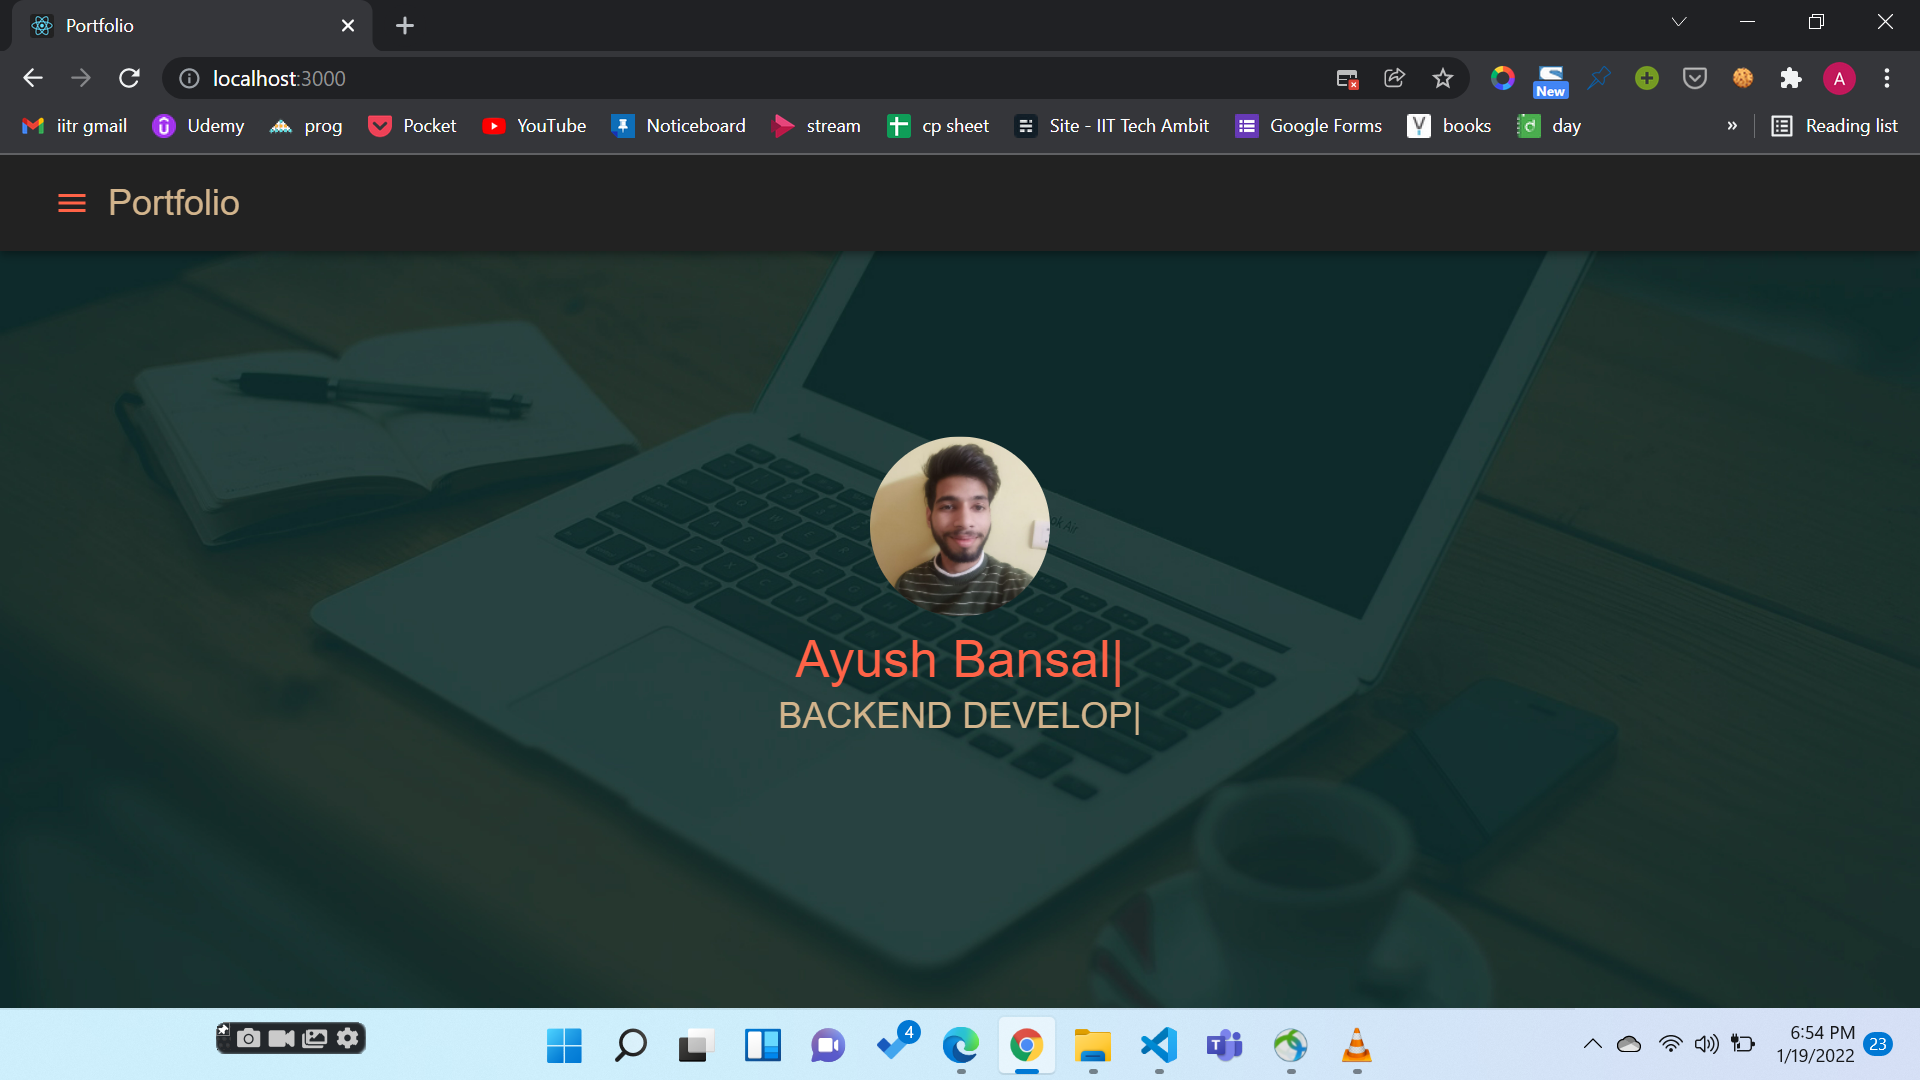 Portfolio
localhost:3000
New
A
iitr gmail
Udemy
prog
Pocket
YouTube
Noticeboard
stream
cp sheet
Site - IIT Tech Ambit
Google Forms
books
day
»
Reading list
Portfolio
Ayush Bansal|
BACKEND DEVELOP|
4
6:54 PM
1/19/2022
23